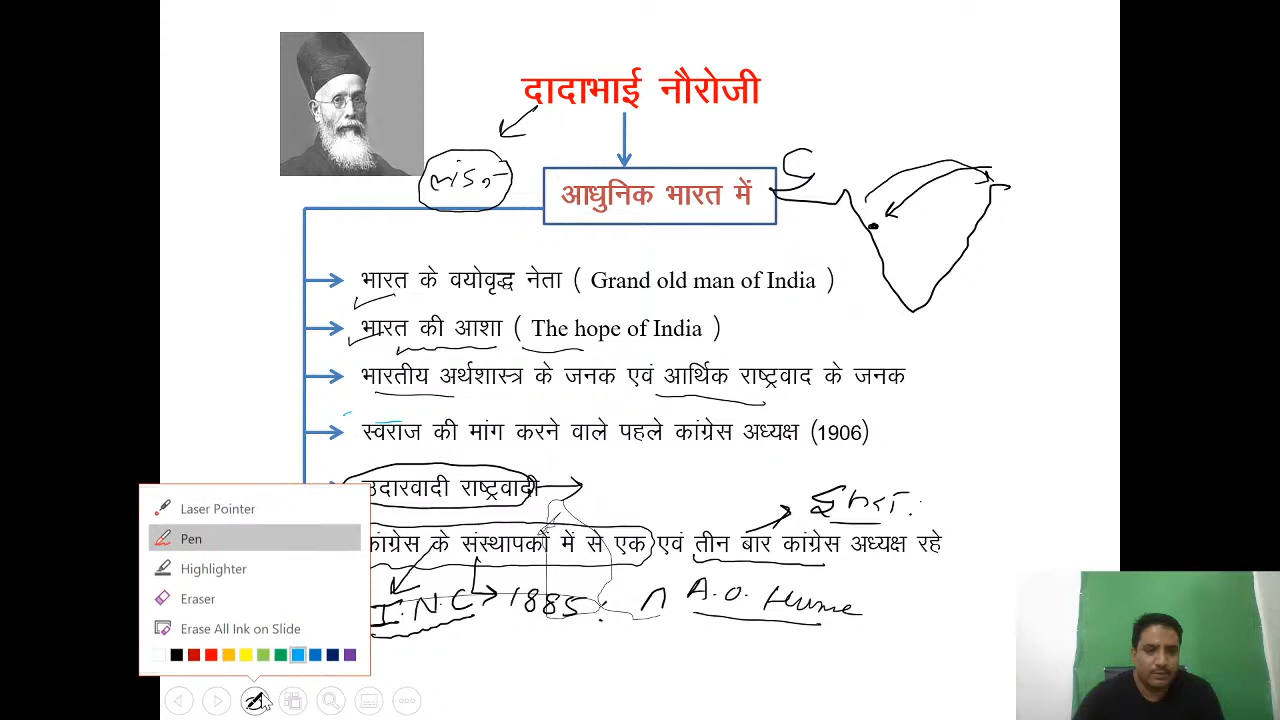 दादाभाई नौरोजी
लंडन
आधुनिक भारत में
भारत के वयोवृद्ध नेता ( Grand old man of India )
भारत की आशा ( The hope of India )
भारतीय अर्थशास्त्र के जनक एवं आर्थिक राष्ट्रवाद के जनक
स्वराज की मांग करने वाले पहले कांग्रेस अध्यक्ष (1906)
उदारवादी राष्ट्रवादी
कांग्रेस के संस्थापकों में से एक एवं तीन बार कांग्रेस अध्यक्ष रहे
I.N.C 1885 A.O. Hume
Laser Pointer
Pen
Highlighter
Eraser
Erase All Ink on Slide